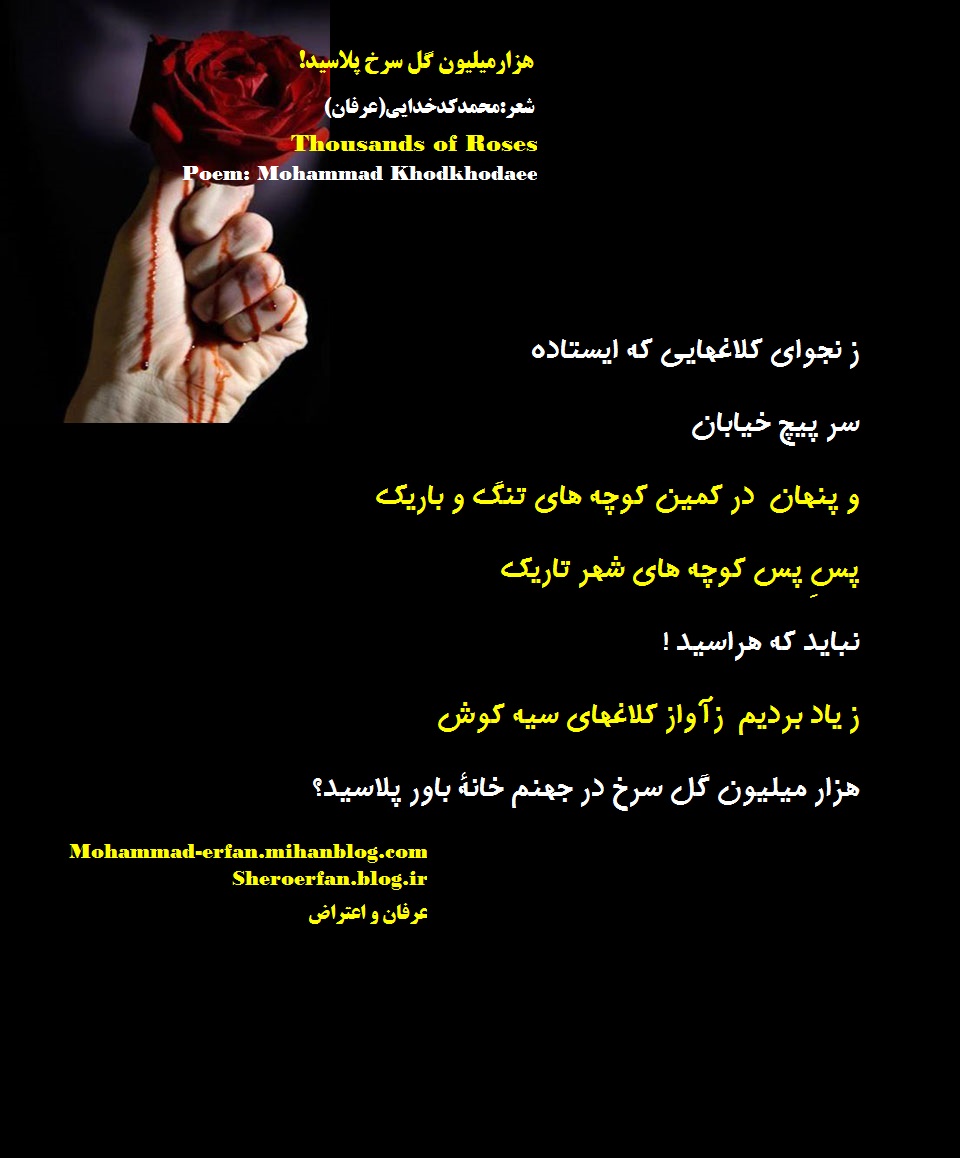 هزارمیلیون گل سرخ پلاسید!
شعر:محمدکدخدایی(عرفان)
Thousands of Roses
Poem: Mohammad Khodkhodaee
ز نجوای کلاغهایی که ایستاده
سر پیچ خیابان
و پنهان در کمین کوچه های تنگ و باریک
پسِ پس کوچه های شهر تاریک
نباید که هراسید !
ز یاد بردیم زآواز کلاغهای سیه کوش
هزار میلیون گل سرخ در جهنم خانۀ باور پلاسید؟
Mohammad-erfan.mihanblog.com
Sheroerfan.blog.ir
عرفان و اعتراض